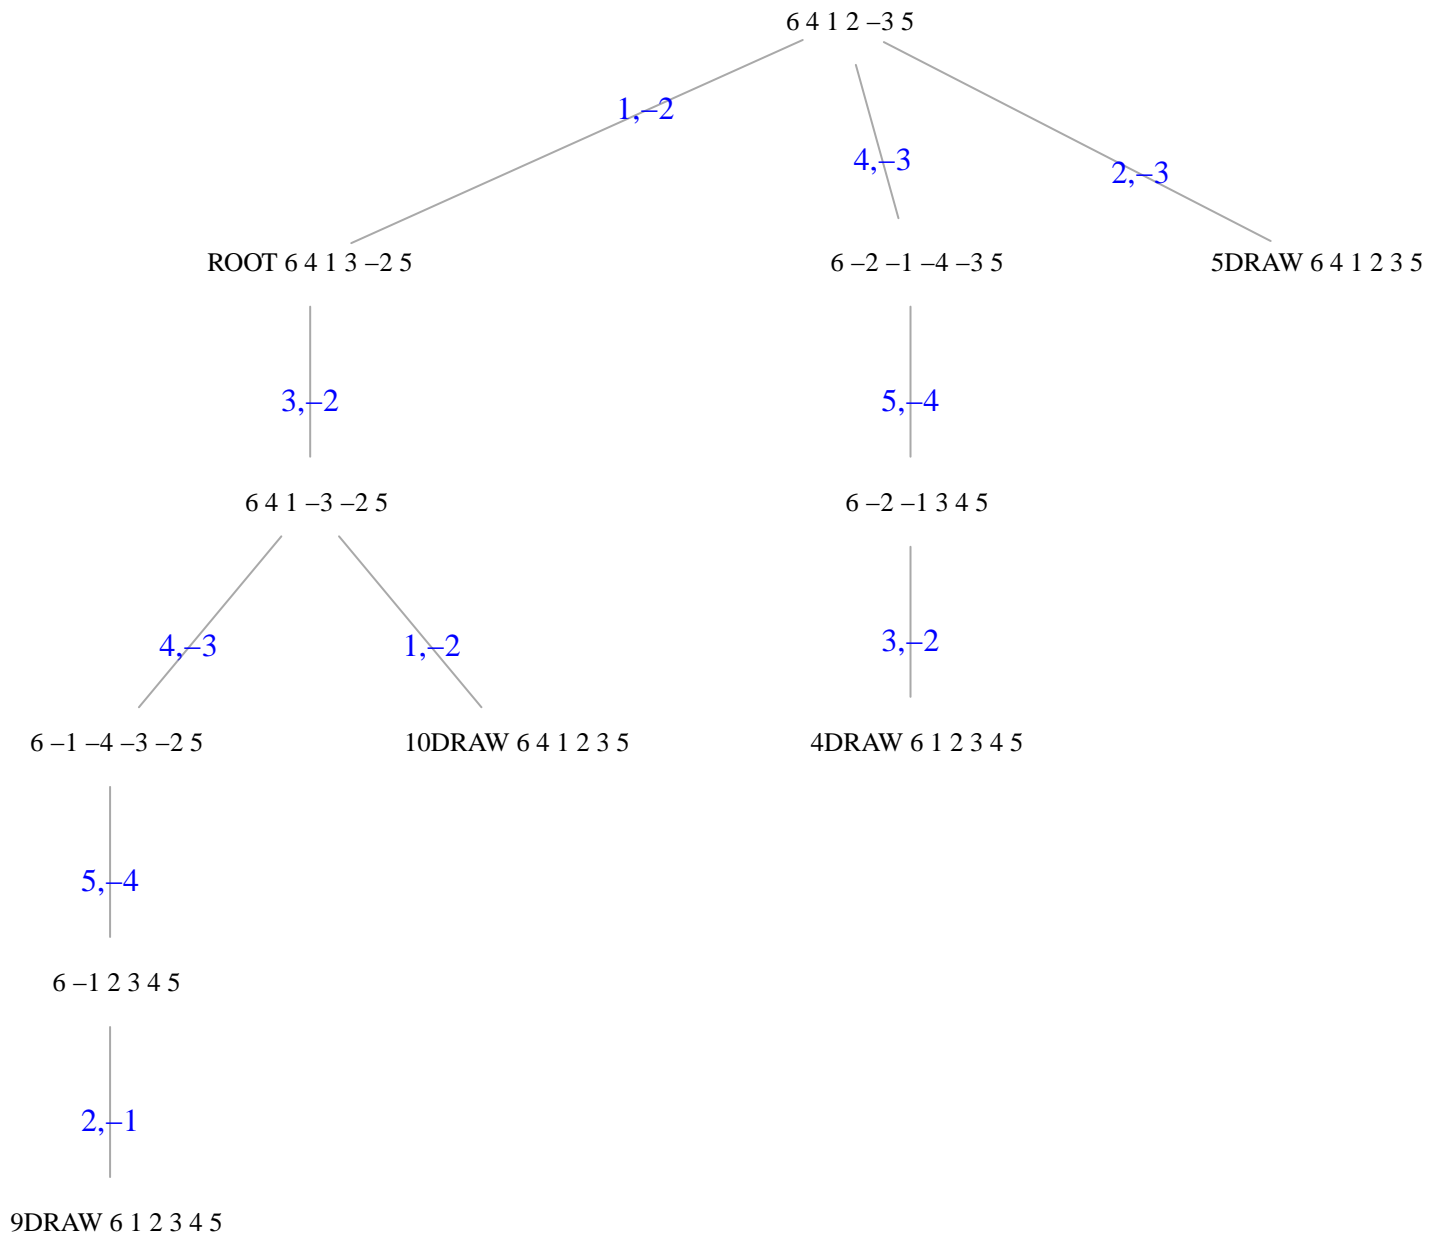 6 4 1 2 –3 5
1,–2
4,–3
2,–3
ROOT 6 4 1 3 –2 5
6 –2 –1 –4 –3 5
5DRAW 6 4 1 2 3 5
3,–2
5,–4
6 4 1 –3 –2 5
6 –2 –1 3 4 5
4,–3
1,–2
3,–2
6 –1 –4 –3 –2 5
10DRAW 6 4 1 2 3 5
4DRAW 6 1 2 3 4 5
5,–4
6 –1 2 3 4 5
2,–1
9DRAW 6 1 2 3 4 5